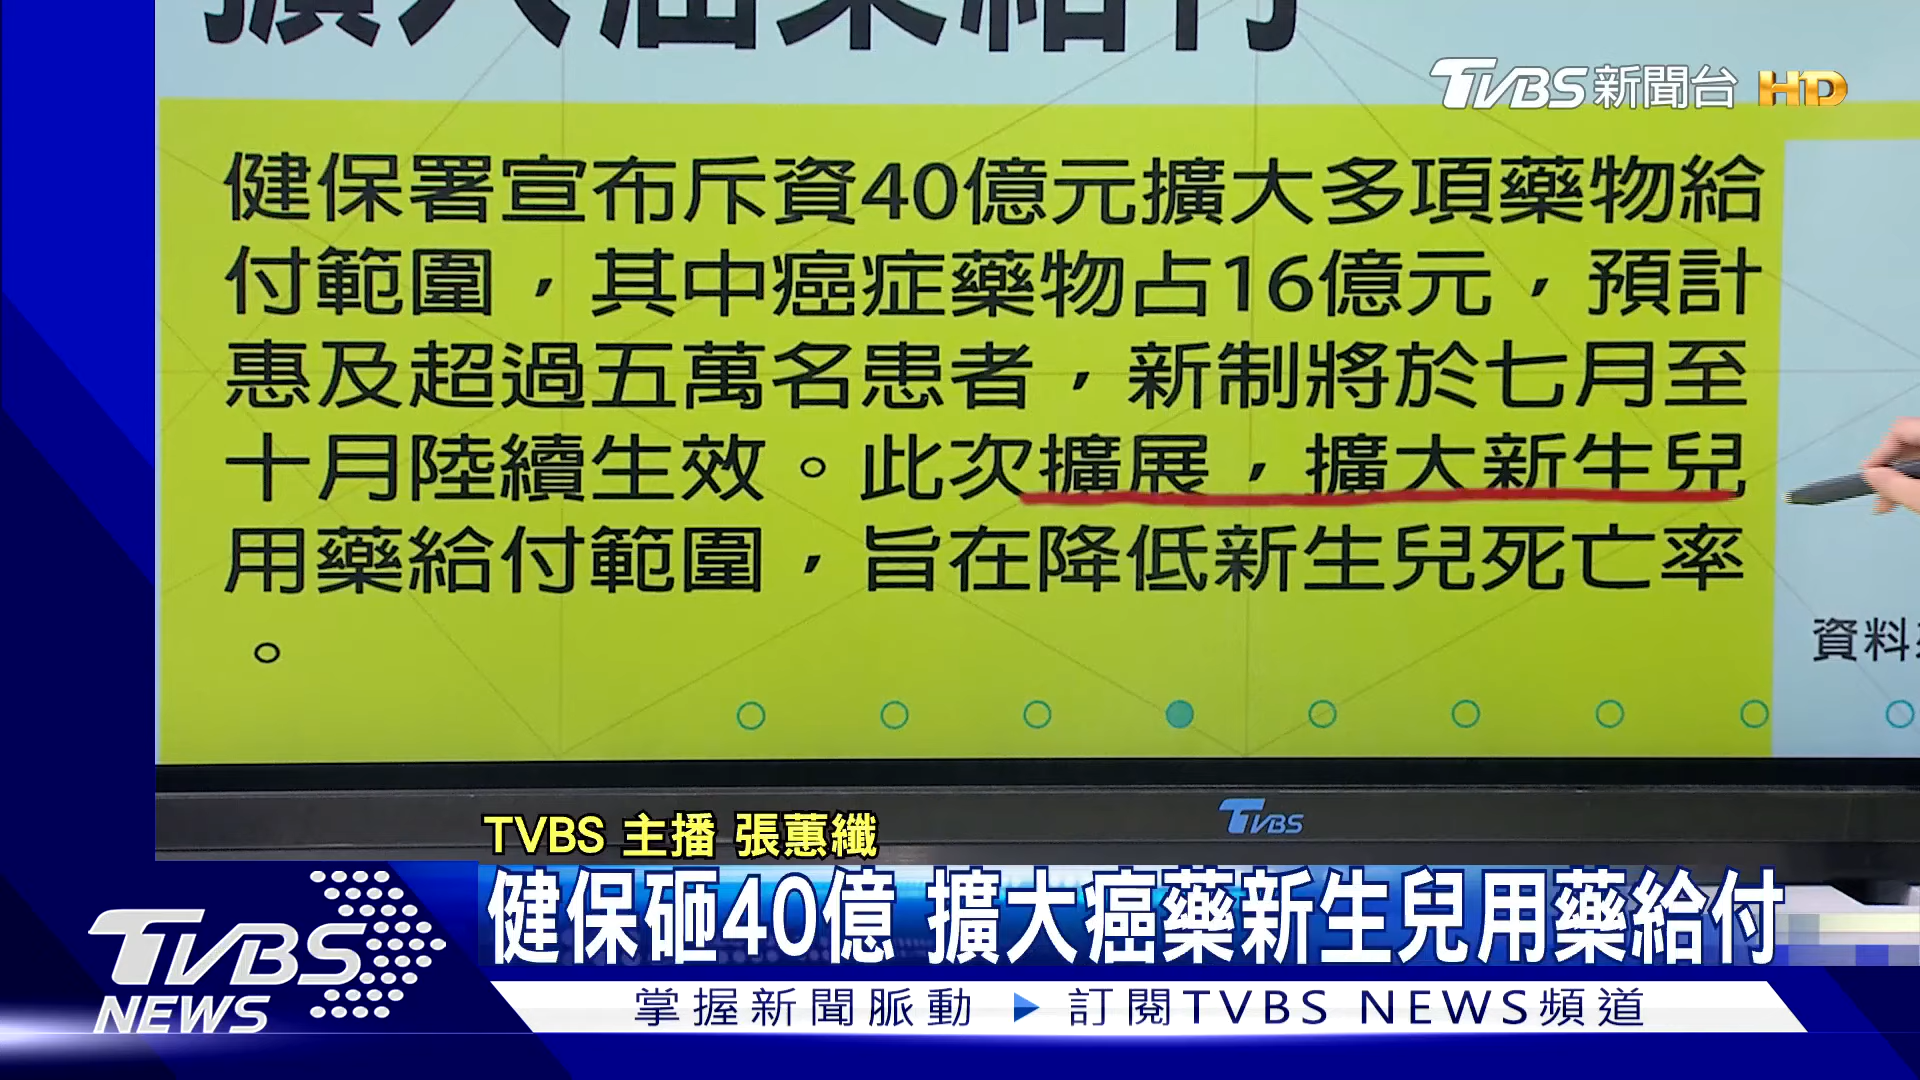 擴大癌藥給付
TVBS新聞台 HD
健保署宣布斥資40億元擴大多項藥物給
付範圍，其中癌症藥物占16億元，預計
惠及超過五萬名患者，新制將於七月至
十月陸續生效。此次擴展，擴大新生兒
用藥給付範圍，旨在降低新生兒死亡率
。
資料
TVBS
TVBS 主播 張蕙纖
健保砸40億 擴大癌藥新生兒用藥給付
TVBS
NEWS
掌握新聞脈動 ▶ 訂閱TVBS NEWS頻道